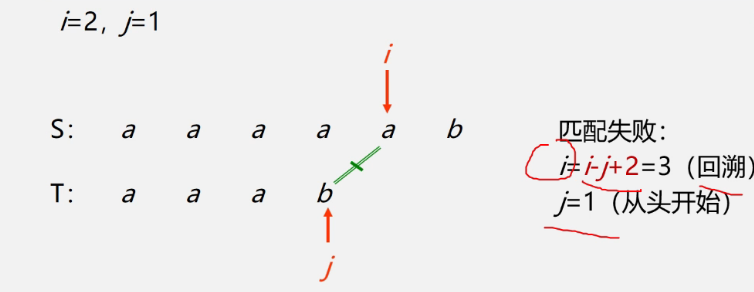 i=2, j=1
i
S: a a a a a b
T: a a a b
j
匹配失败:
i=i-j+2=3 (回溯)
j=1 (从头开始)